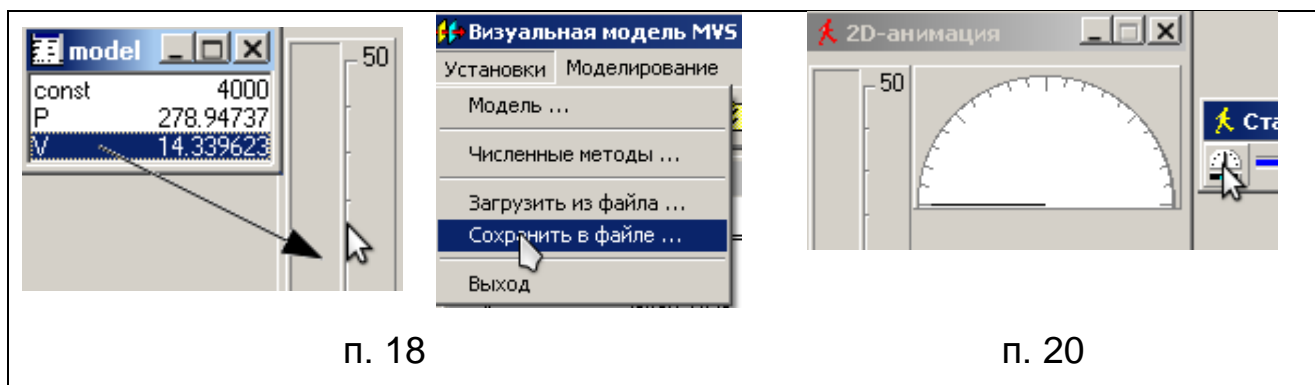 model
50
const 4000
P 278.94737
V 14.339623
Визуальная модель MVS
Установки Моделирование
Модель ...
Численные методы ...
Загрузить из файла ...
Сохранить в файле ...
Выход
2D-анимация
50
Ста
п. 18
п. 20